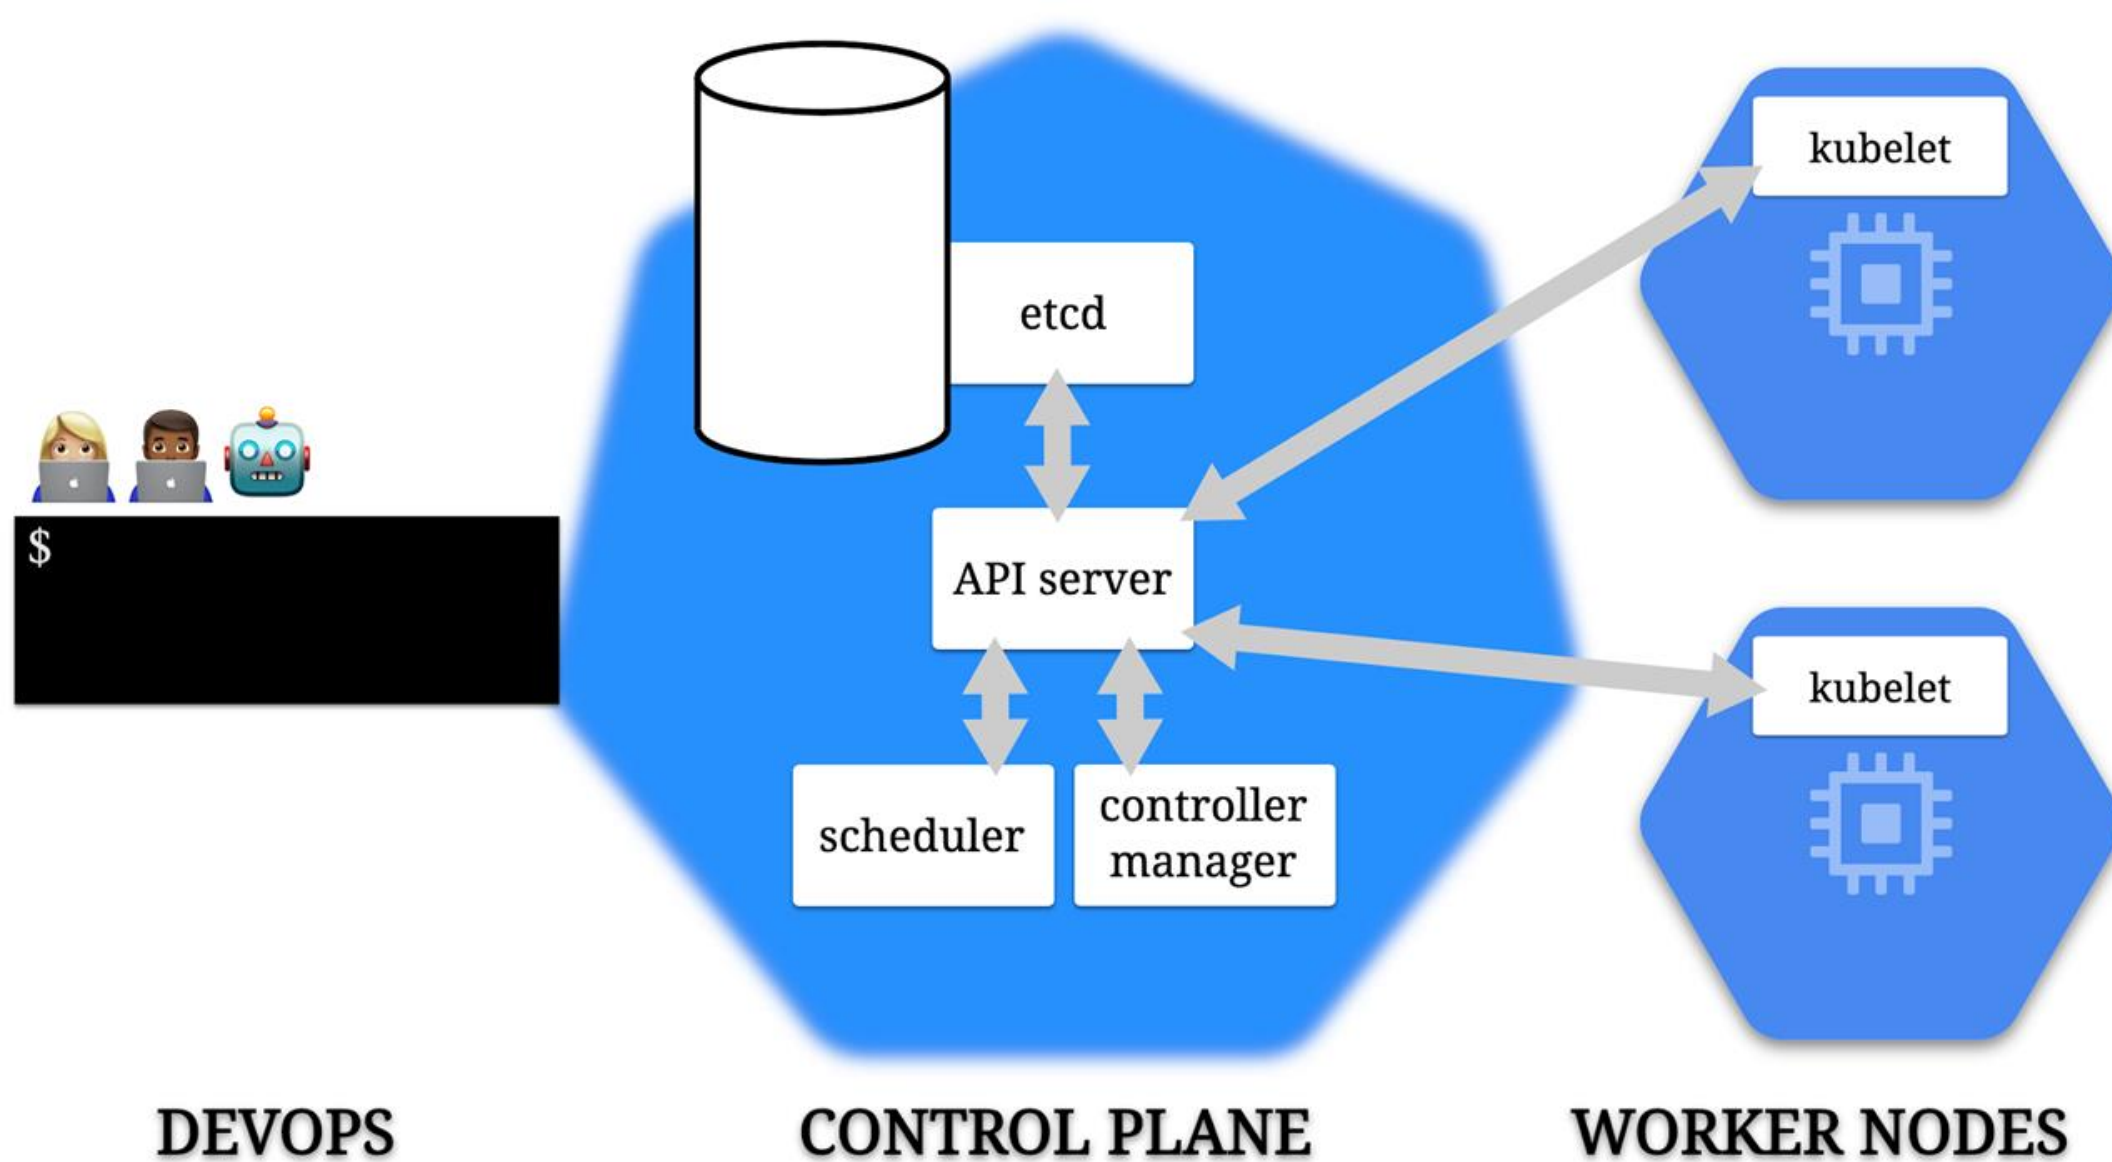 $
etcd
API server
scheduler
controller
manager
kubelet
kubelet
DEVOPS
CONTROL PLANE
WORKER NODES